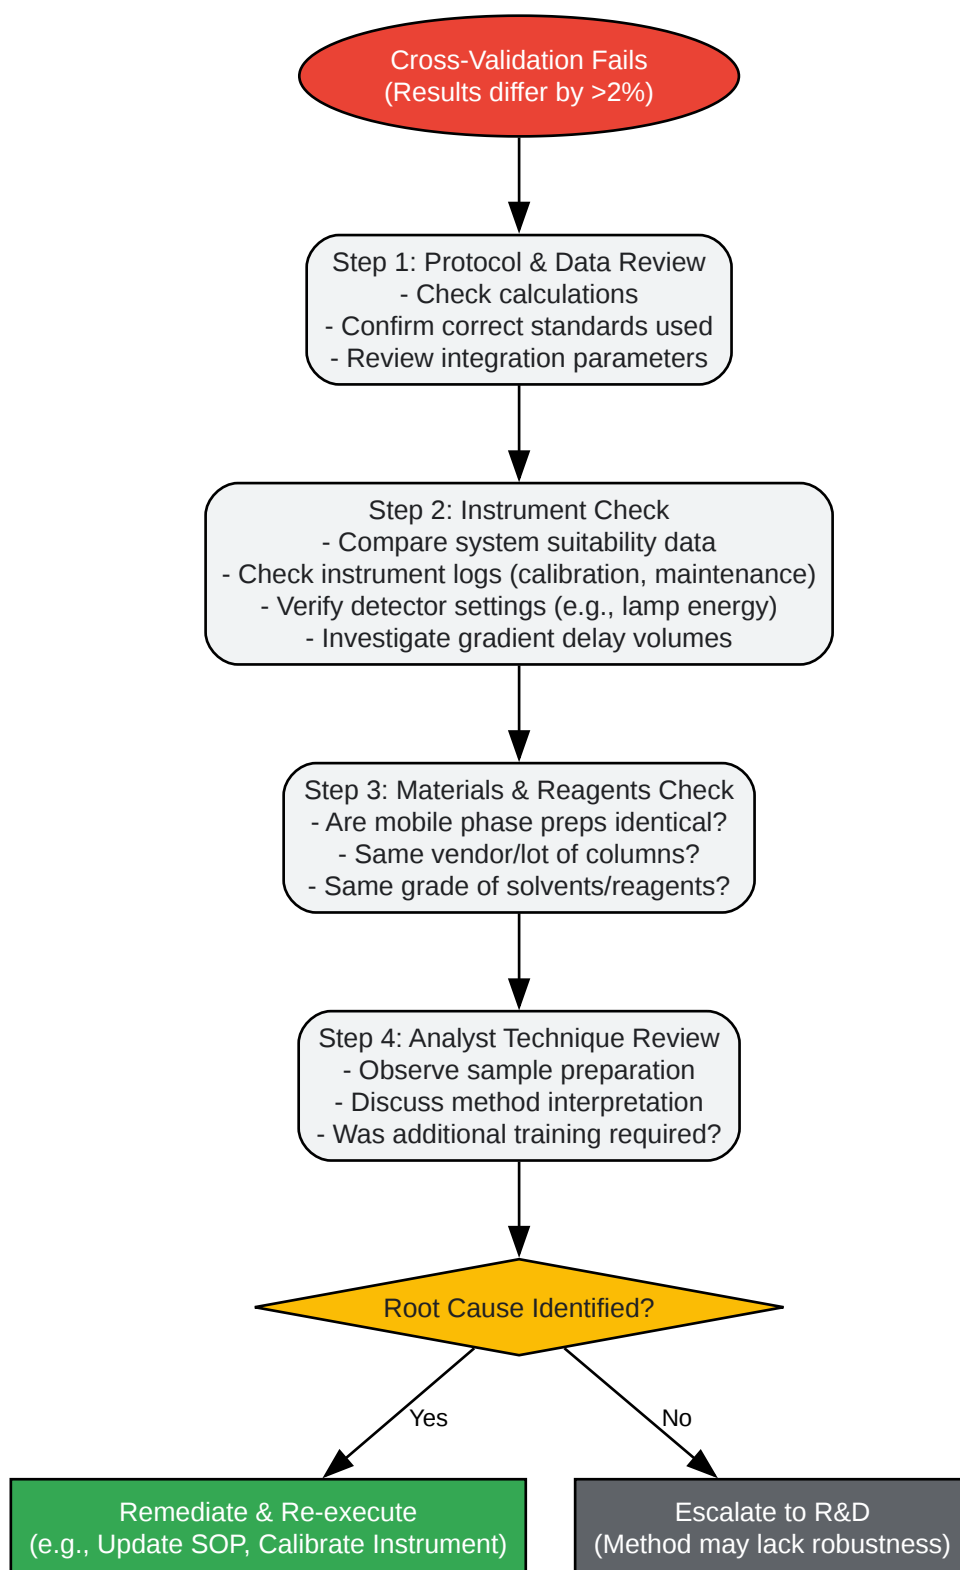 Cross-Validation Fails
(Results differ by >2%)
Step 1: Protocol & Data Review
- Check calculations
- Confirm correct standards used
- Review integration parameters
Step 2: Instrument Check
- Compare system suitability data
- Check instrument logs (calibration, maintenance)
- Verify detector settings (e.g., lamp energy)
- Investigate gradient delay volumes
Step 3: Materials & Reagents Check
- Are mobile phase preps identical?
- Same vendor/lot of columns?
- Same grade of solvents/reagents?
Step 4: Analyst Technique Review
- Observe sample preparation
- Discuss method interpretation
- Was additional training required?
Root Cause Identified?
Yes
No
Remediate & Re-execute
(e.g., Update SOP, Calibrate Instrument)
Escalate to R&D
(Method may lack robustness)